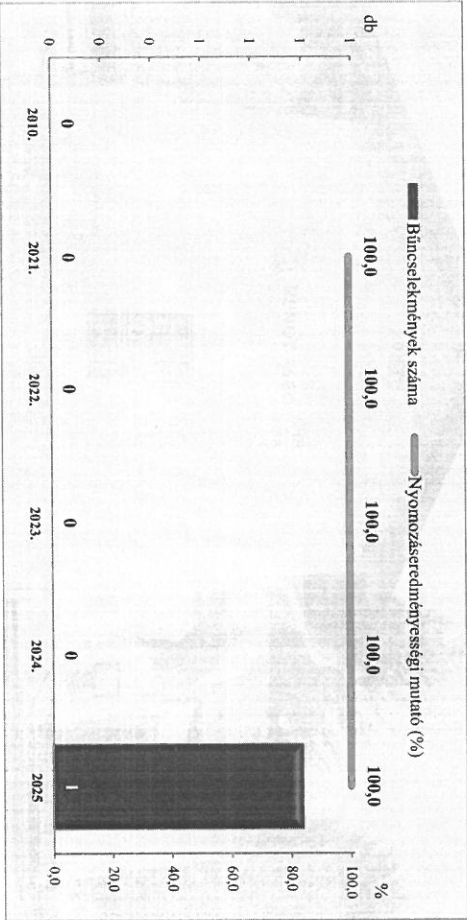 Bűncselekmények száma
Nyomozáseredményességi mutató (%)
db
%
1
1
1
0
0
0
100,0
80,0
60,0
40,0
20,0
0,0
100,0 100,0 100,0 100,0 100,0
0 0 0 0 0 1
2010. 2021. 2022. 2023. 2024. 2025